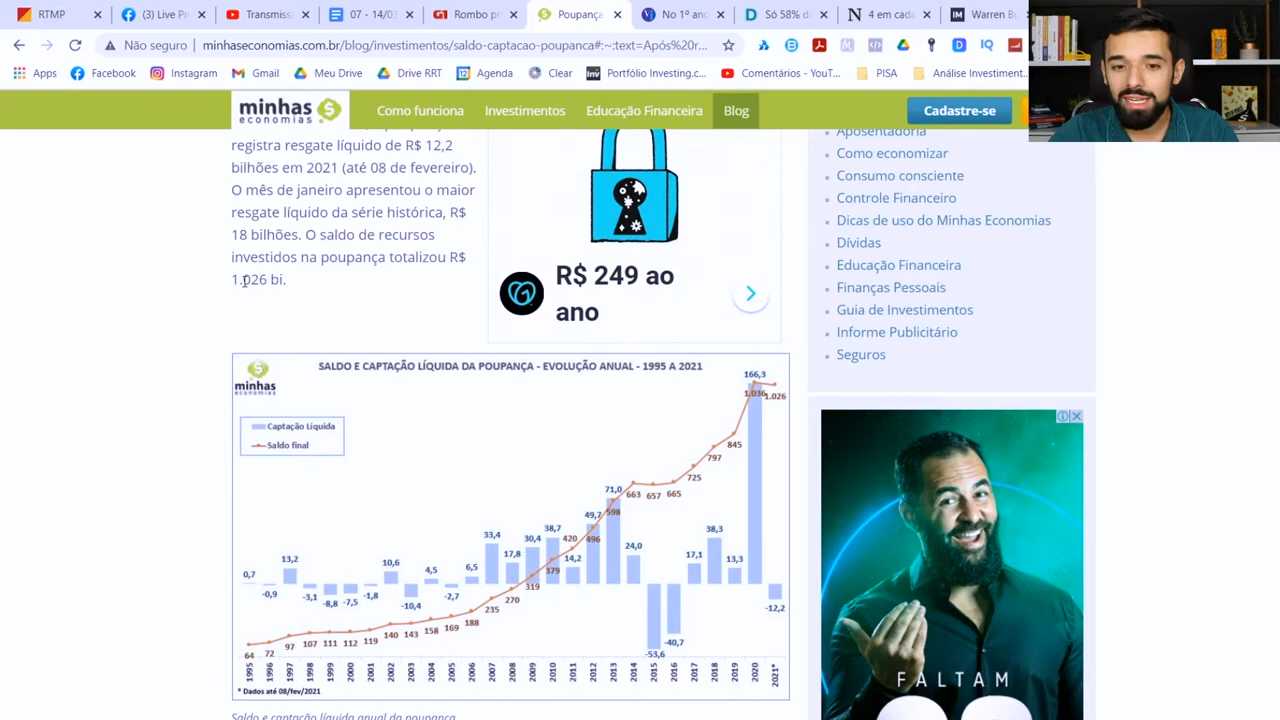 RTMP
(3) Live Pr
Transmiss
07 - 14/03
Rombo pr
Poupança
No 1º ano
Só 58% d
4 em cada
Warren Bu
Não seguro
minhaseconomias.com.br/blog/investimentos/saldo-captacao-poupanca#:~:text=Após%20r...
Apps
Facebook
Instagram
Gmail
Meu Drive
Drive RRT
Agenda
Clear
Portfólio Investing.c...
Comentários - YouT...
PISA
Análise Investiment...
minhas
economias
Como funciona
Investimentos
Educação Financeira
Blog
Cadastre-se
registra resgate líquido de R$ 12,2
bilhões em 2021 (até 08 de fevereiro).
O mês de janeiro apresentou o maior
resgate líquido da série histórica, R$
18 bilhões. O saldo de recursos
investidos na poupança totalizou R$
1.026 bi.
R$ 249 ao
ano
Aposentadoria
Como economizar
Consumo consciente
Controle Financeiro
Dicas de uso do Minhas Economias
Dívidas
Educação Financeira
Finanças Pessoais
Guia de Investimentos
Informe Publicitário
Seguros
minhas
economias
SALDO E CAPTAÇÃO LÍQUIDA DA POUPANÇA - EVOLUÇÃO ANUAL - 1995 A 2021
Captação Líquida
Saldo final
0,7
-0,9
13,2
-3,1
-8,8
-7,5
-1,8
10,6
-10,4
4,5
-2,7
6,5
33,4
17,8
30,4
38,7
14,2
49,7
71,0
24,0
-53,6
-40,7
17,1
38,3
13,3
166,3
-12,2
64
72
97
107
111
112
119
140
143
158
169
188
235
270
319
379
420
496
598
663
657
665
725
797
845
1.036
1.026
1995
1996
1997
1998
1999
2000
2001
2002
2003
2004
2005
2006
2007
2008
2009
2010
2011
2012
2013
2014
2015
2016
2017
2018
2019
2020
2021*
* Dados até 08/fev/2021
Saldo e captação líquida anual da poupança
FALTAM